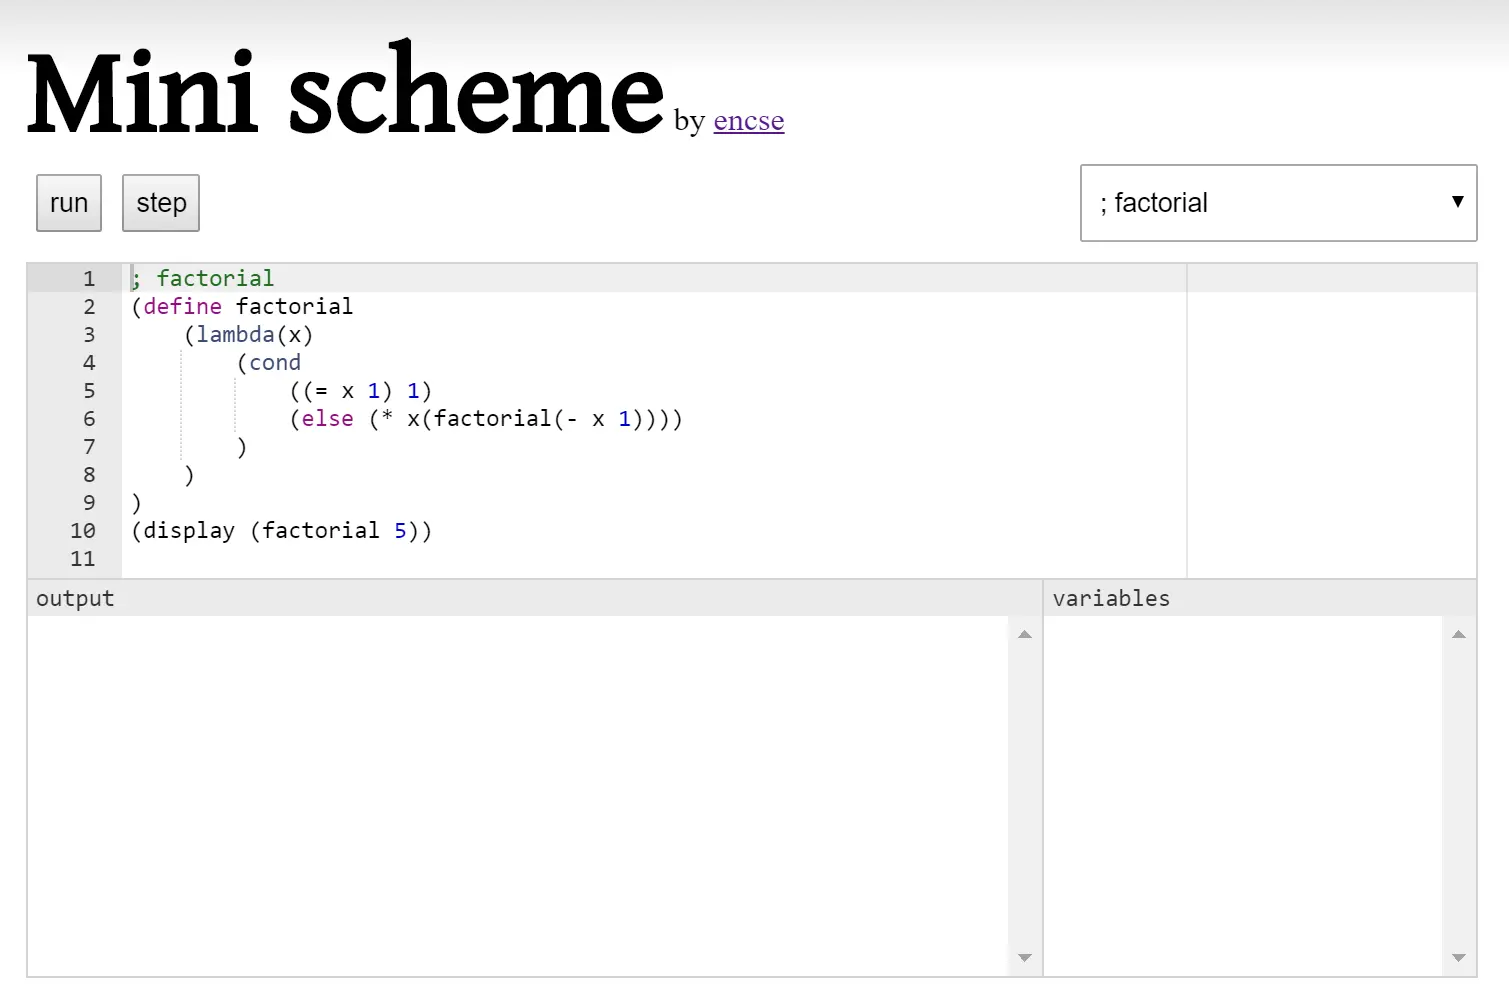 Mini scheme by encse
run step ; factorial
1 ; factorial
2 (define factorial
3     (lambda(x)
4         (cond
5             ((= x 1) 1)
6             (else (* x(factorial(- x 1))))
7         )
8     )
9 )
10 (display (factorial 5))
11
output variables